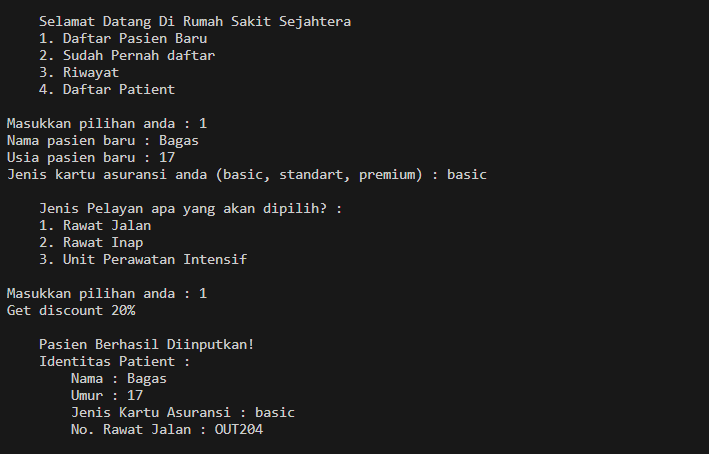 Selamat Datang Di Rumah Sakit Sejahtera
1. Daftar Pasien Baru
2. Sudah Pernah daftar
3. Riwayat
4. Daftar Patient
Masukkan pilihan anda : 1
Nama pasien baru : Bagas
Usia pasien baru : 17
Jenis kartu asuransi anda (basic, standart, premium) : basic
Jenis Pelayan apa yang akan dipilih? :
1. Rawat Jalan
2. Rawat Inap
3. Unit Perawatan Intensif
Masukkan pilihan anda : 1
Get discount 20%
Pasien Berhasil Diinputkan!
Identitas Patient :
Nama : Bagas
Umur : 17
Jenis Kartu Asuransi : basic
No. Rawat Jalan : OUT204